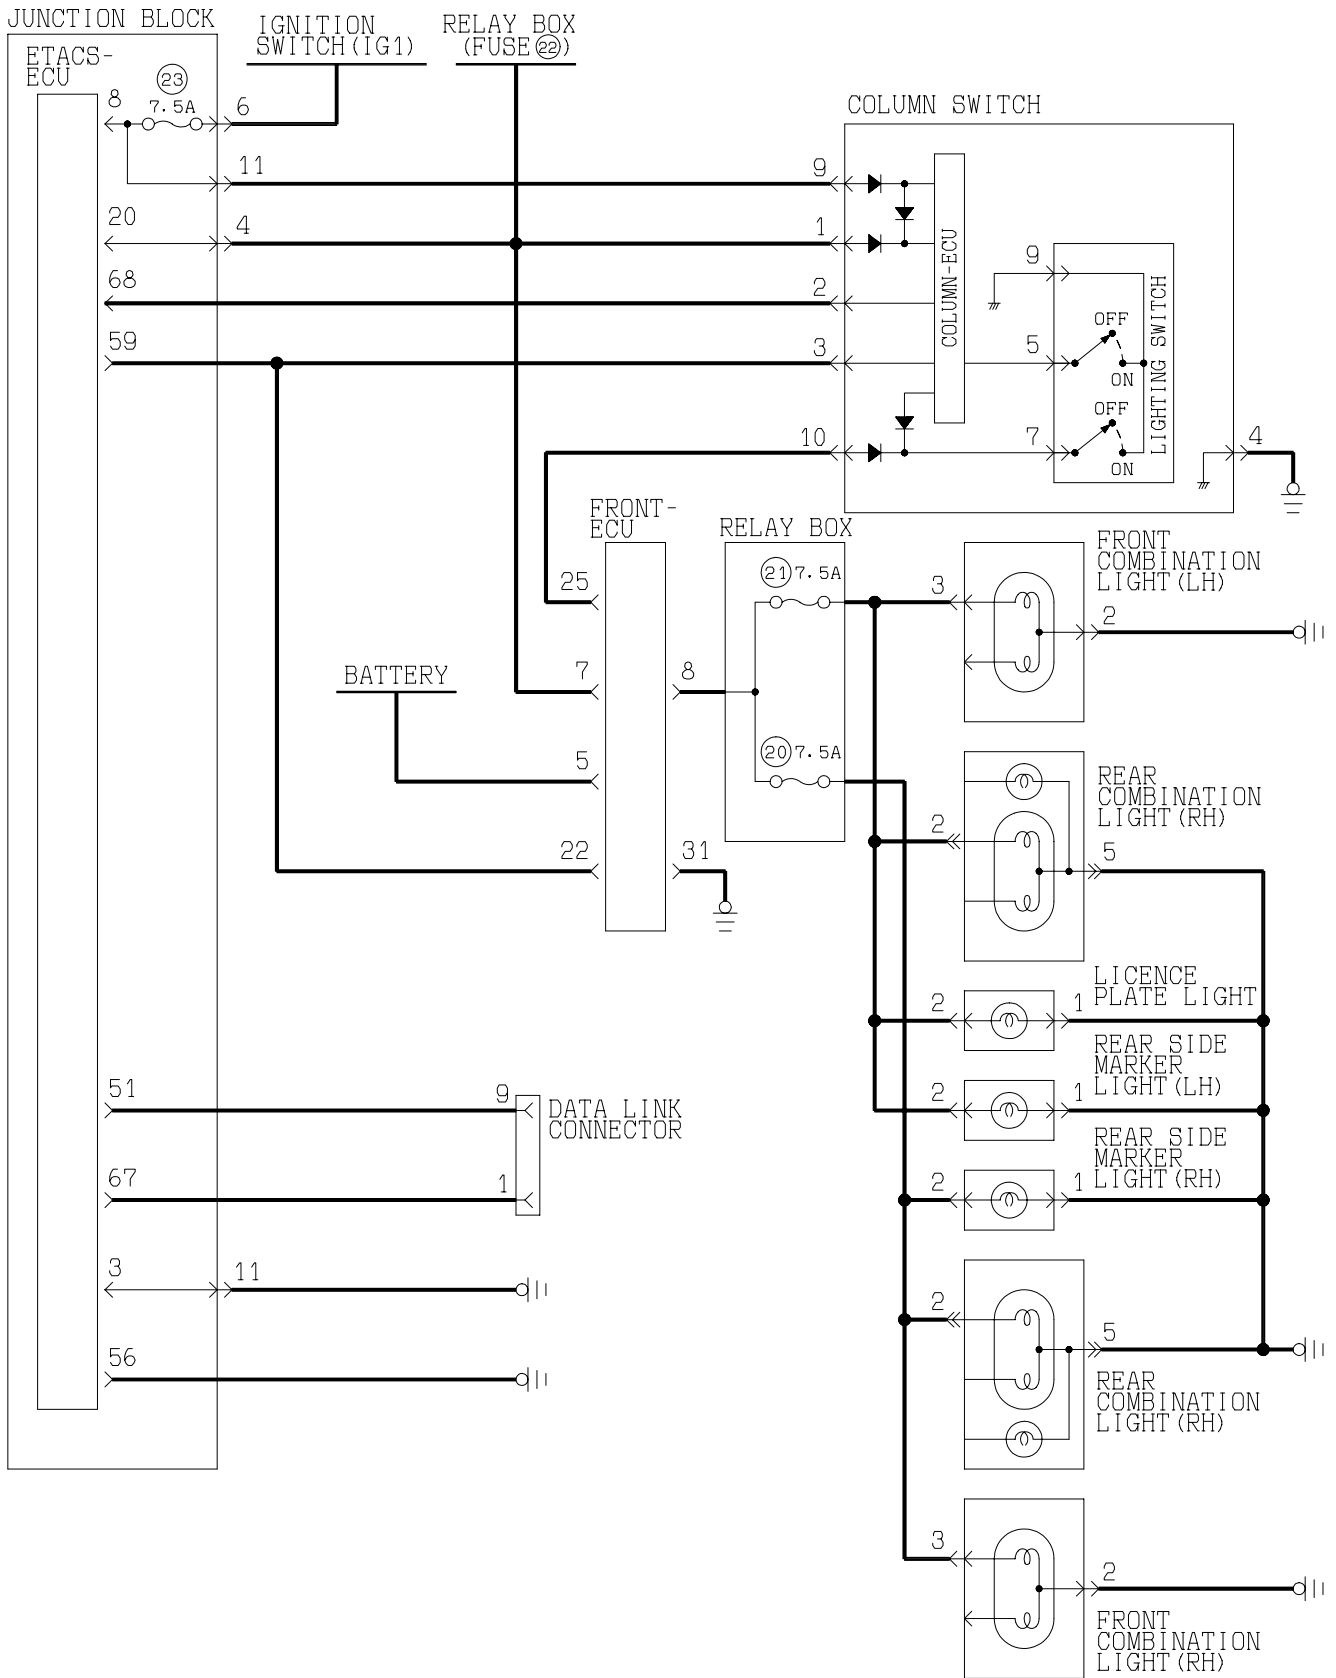 JUNCTION BLOCK
IGNITION
SWITCH(IG1)
RELAY BOX
(FUSE㉒)
ETACS-
ECU
8
23
7.5A
6
COLUMN SWITCH
11
9
20
4
1
68
2
59
3
10
COLUMN-ECU
9
OFF
5
ON
OFF
7
ON
LIGHTING SWITCH
4
FRONT-
ECU
RELAY BOX
25
21 7.5A
3
FRONT
COMBINATION
LIGHT(LH)
2
BATTERY
7
8
5
20 7.5A
REAR
COMBINATION
LIGHT(RH)
2
22
31
5
LICENCE
PLATE LIGHT
2
1
REAR SIDE
MARKER
LIGHT(LH)
2
1
51
9
DATA LINK
CONNECTOR
REAR SIDE
MARKER
LIGHT(RH)
67
1
2
1
3
11
2
5
56
REAR
COMBINATION
LIGHT(RH)
3
2
FRONT
COMBINATION
LIGHT(RH)